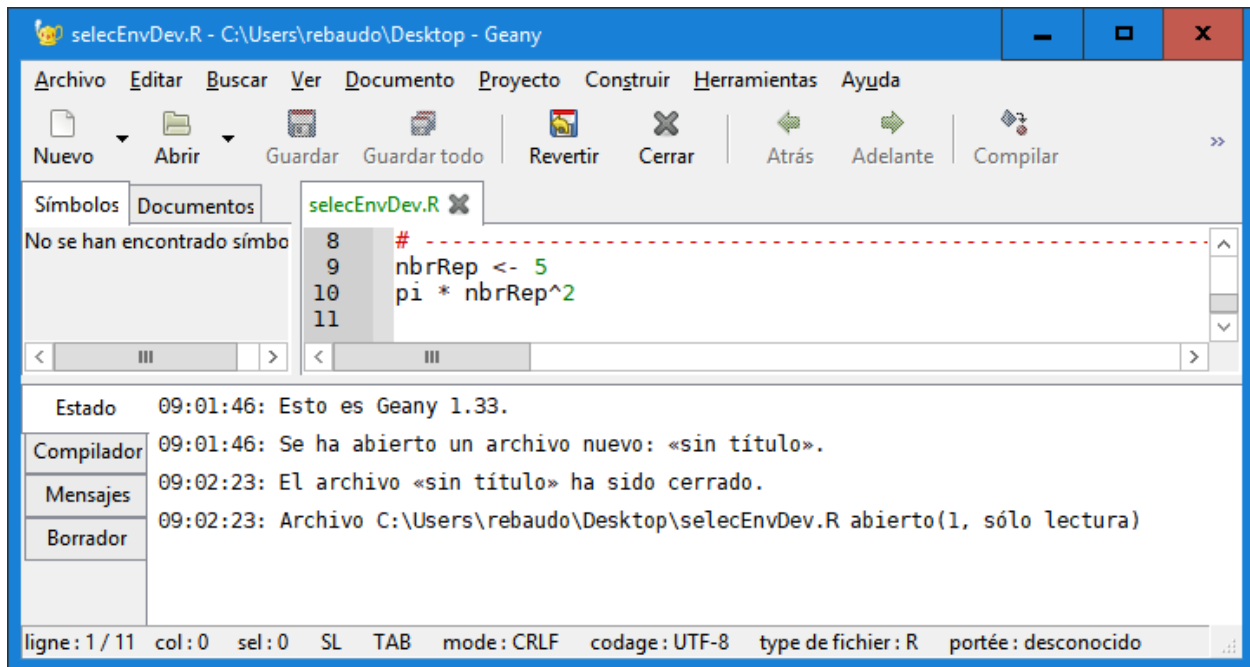 selecEnvDev.R - C:\Users\rebaudo\Desktop - Geany
Archivo Editar Buscar Ver Documento Proyecto Construir Herramientas Ayuda
Nuevo Abrir Guardar Guardar todo Revertir Cerrar Atrás Adelante Compilar »
Símbolos Documentos selecEnvDev.R
No se han encontrado símbo
8 # ---------------------------------------------------------
9 nbrRep <- 5
10 pi * nbrRep^2
11
Estado
Compilador
Mensajes
Borrador
09:01:46: Esto es Geany 1.33.
09:01:46: Se ha abierto un archivo nuevo: «sin título».
09:02:23: El archivo «sin título» ha sido cerrado.
09:02:23: Archivo C:\Users\rebaudo\Desktop\selecEnvDev.R abierto(1, sólo lectura)
ligne : 1 / 11 col : 0 sel : 0 SL TAB mode : CRLF codage : UTF-8 type de fichier : R portée : desconocido